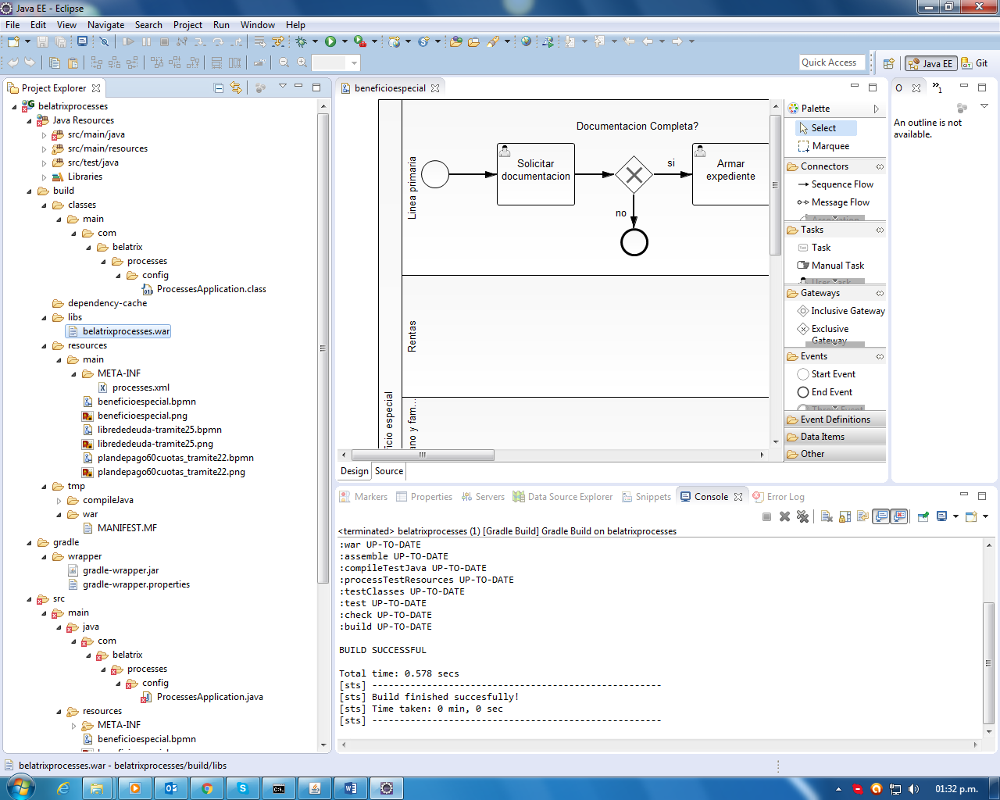 Java EE - Eclipse
File Edit View Navigate Search Project Run Window Help
Quick Access
Java EE
Git
Project Explorer
belatrixprocesses
Java Resources
src/main/java
src/main/resources
src/test/java
Libraries
build
classes
main
com
belatrix
processes
config
ProcessesApplication.class
dependency-cache
libs
belatrixprocesses.war
resources
main
META-INF
processes.xml
beneficioespecial.bpmn
beneficioespecial.png
librededeuda-tramite25.bpmn
librededeuda-tramite25.png
plandepago60cuotas_tramite22.bpmn
plandepago60cuotas_tramite22.png
tmp
compileJava
war
MANIFEST.MF
gradle
wrapper
gradle-wrapper.jar
gradle-wrapper.properties
src
main
java
com
belatrix
processes
config
ProcessesApplication.java
resources
META-INF
beneficioespecial.bpmn
beneficioespecial
Documentacion Completa?
Solicitar
documentacion
si
Armar
expediente
no
Linea primaria
Rentas
ano y fam...
ficio especial
Design Source
Palette
Select
Marquee
Connectors
Sequence Flow
Message Flow
Association
Tasks
Task
Manual Task
User Task
Gateways
Inclusive Gateway
Exclusive
Gateway
Events
Start Event
End Event
Event Definitions
Data Items
Other
O
1
An outline is not
available.
Markers Properties Servers Data Source Explorer Snippets Console Error Log
<terminated> belatrixprocesses (1) [Gradle Build] Gradle Build on belatrixprocesses
:war UP-TO-DATE
:assemble UP-TO-DATE
:compileTestJava UP-TO-DATE
:processTestResources UP-TO-DATE
:testClasses UP-TO-DATE
:test UP-TO-DATE
:check UP-TO-DATE
:build UP-TO-DATE
BUILD SUCCESSFUL
Total time: 0.578 secs
[sts] -----------------------------------------------------
[sts] Build finished succesfully!
[sts] Time taken: 0 min, 0 sec
[sts] -----------------------------------------------------
belatrixprocesses.war - belatrixprocesses/build/libs
01:32 p.m.